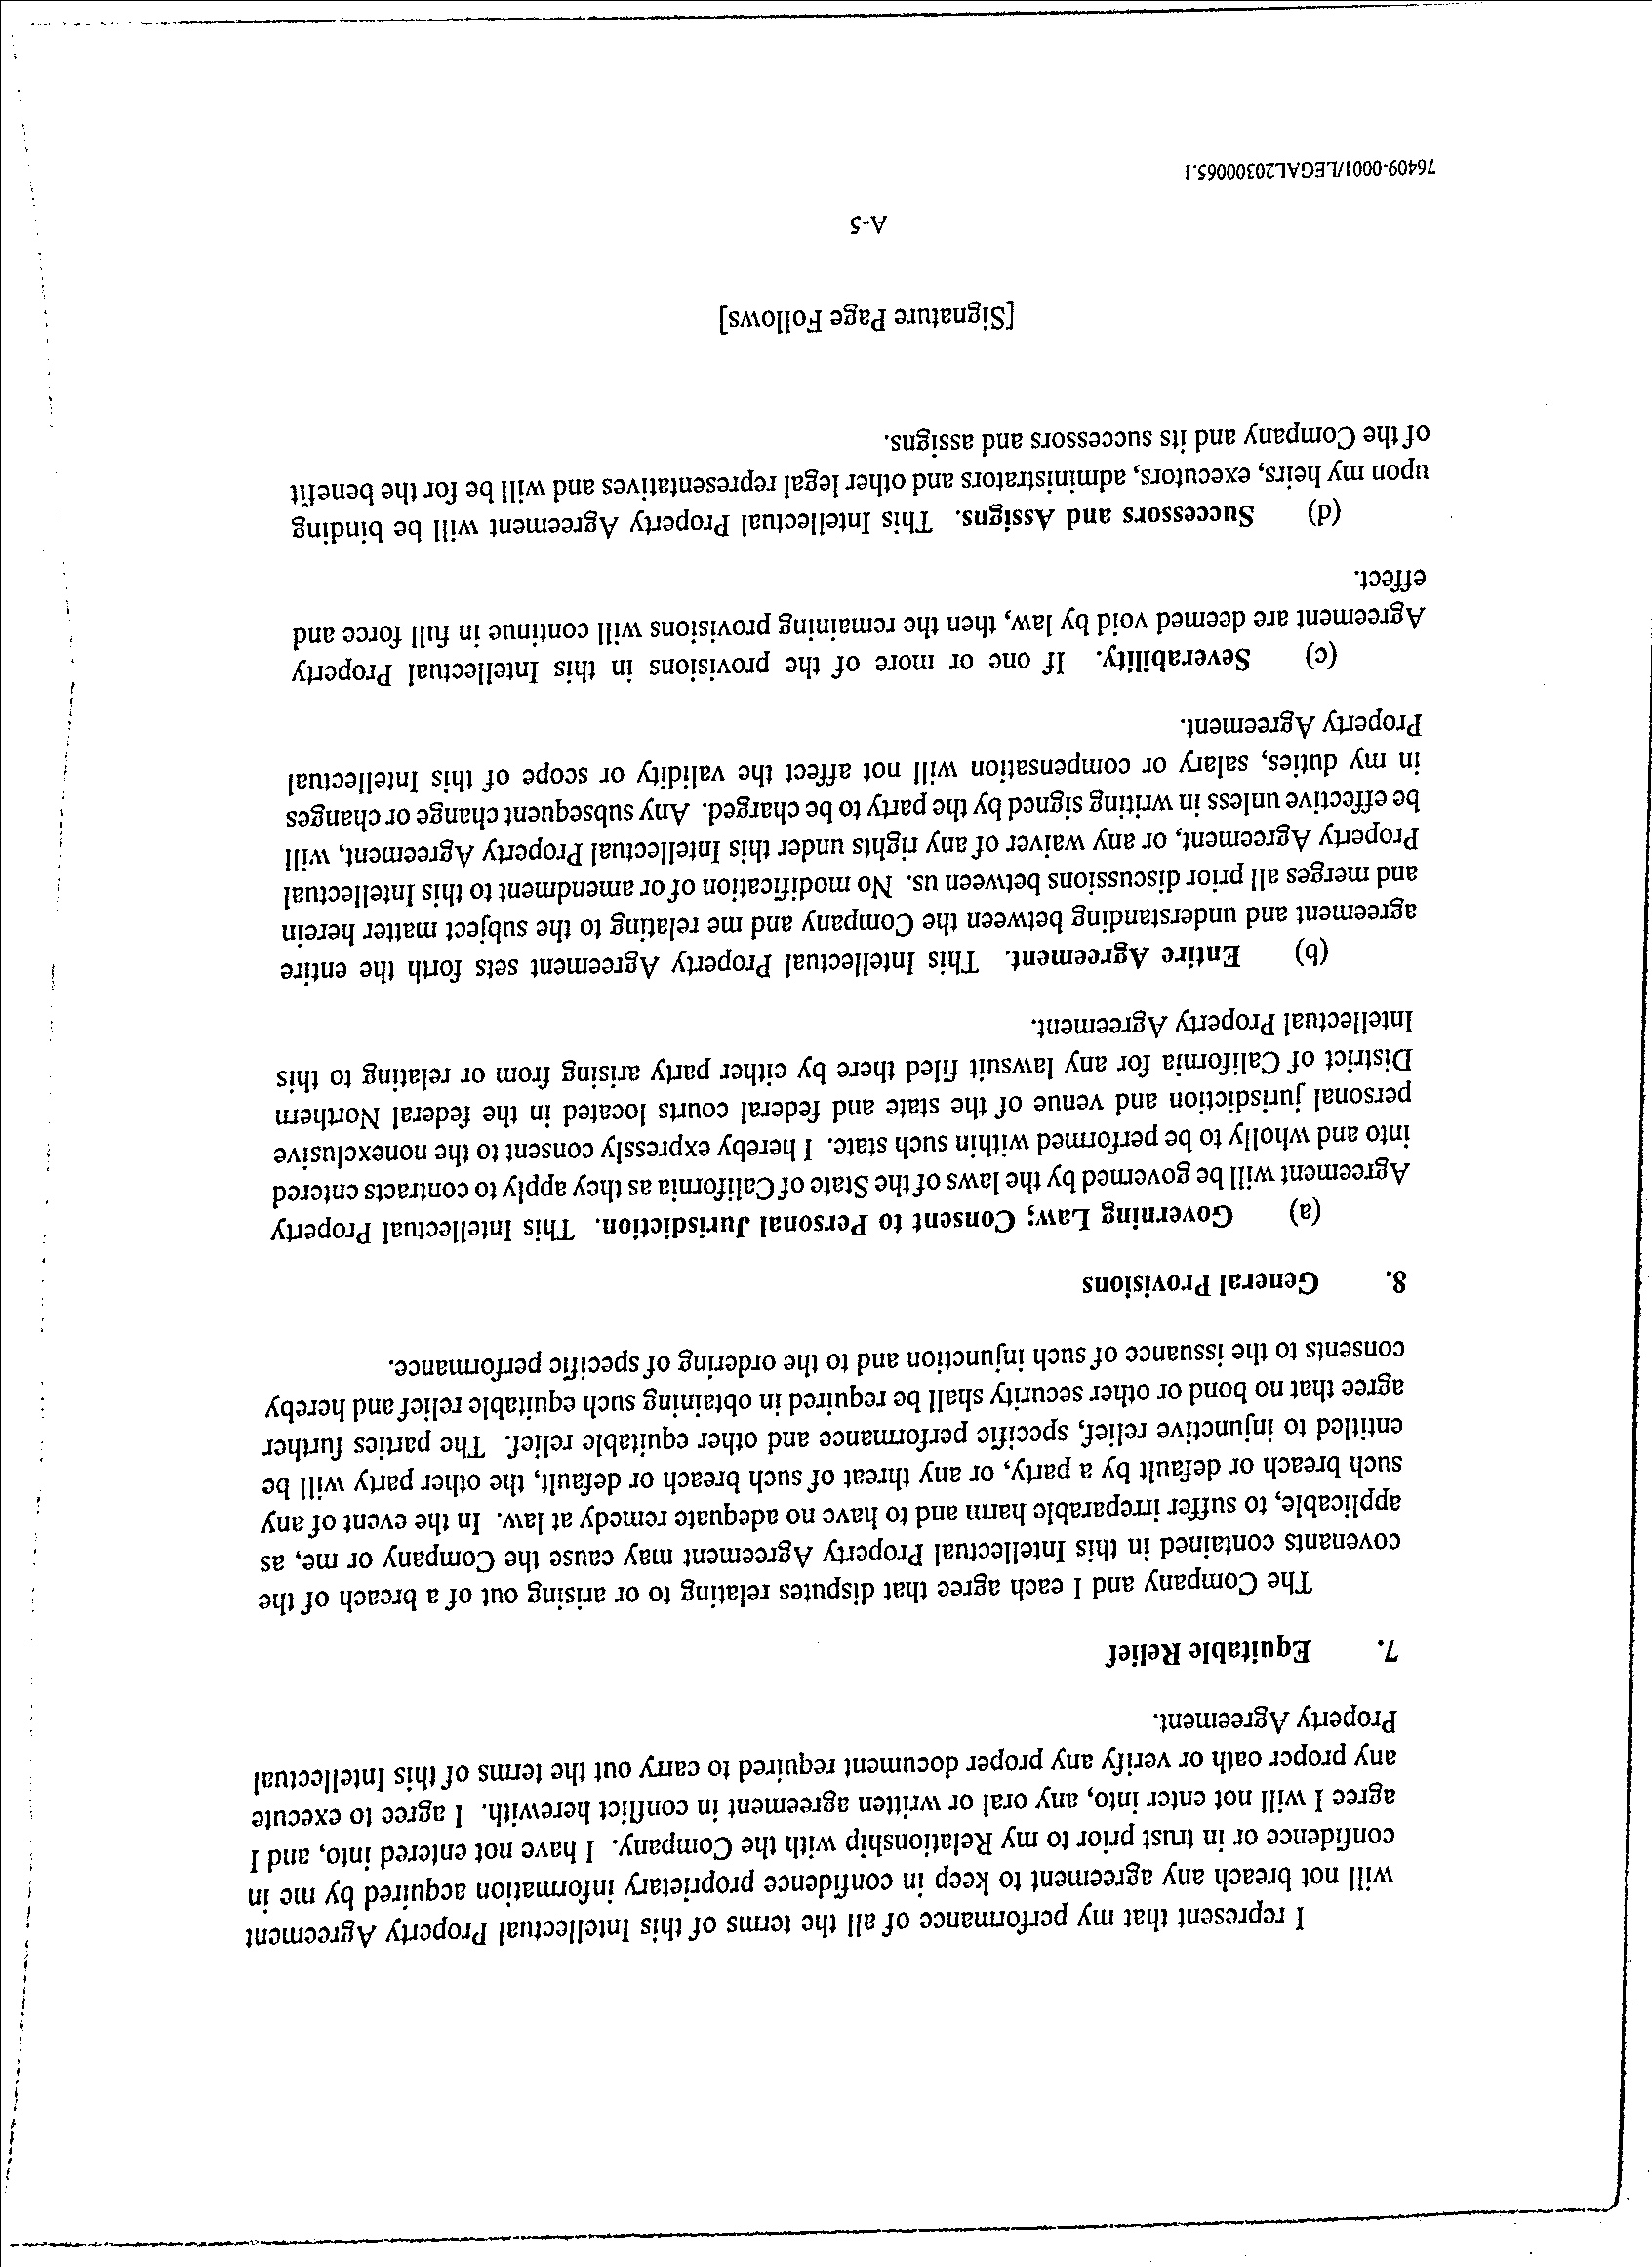 I represent that my performance of all the terms of this Intellectual Property Agreement
will not breach any agreement to keep in confidence proprietary information acquired by me in
confidence or in trust prior to my Relationship with the Company. I have not entered into, and I
agree I will not enter into, any oral or written agreement in conflict herewith. I agree to execute
any proper oath or verify any proper document required to carry out the terms of this Intellectual
Property Agreement.
7. Equitable Relief
The Company and I each agree that disputes relating to or arising out of a breach of the
covenants contained in this Intellectual Property Agreement may cause the Company or me, as
applicable, to suffer irreparable harm and to have no adequate remedy at law. In the event of any
such breach or default by a party, or any threat of such breach or default, the other party will be
entitled to injunctive relief, specific performance and other equitable relief. The parties further
agree that no bond or other security shall be required in obtaining such equitable relief and hereby
consents to the issuance of such injunction and to the ordering of specific performance.
8. General Provisions
(a) Governing Law; Consent to Personal Jurisdiction. This Intellectual Property
Agreement will be governed by the laws of the State of California as they apply to contracts entered
into and wholly to be performed within such state. I hereby expressly consent to the nonexclusive
personal jurisdiction and venue of the state and federal courts located in the federal Northern
District of California for any lawsuit filed there by either party arising from or relating to this
Intellectual Property Agreement.
(b) Entire Agreement. This Intellectual Property Agreement sets forth the entire
agreement and understanding between the Company and me relating to the subject matter herein
and merges all prior discussions between us. No modification of or amendment to this Intellectual
Property Agreement, or any waiver of any rights under this Intellectual Property Agreement, will
be effective unless in writing signed by the party to be charged. Any subsequent change or changes
in my duties, salary or compensation will not affect the validity or scope of this Intellectual
Property Agreement.
(c) Severability. If one or more of the provisions in this Intellectual Property
Agreement are deemed void by law, then the remaining provisions will continue in full force and
effect.
(d) Successors and Assigns. This Intellectual Property Agreement will be binding
upon my heirs, executors, administrators and other legal representatives and will be for the benefit
of the Company and its successors and assigns.
[Signature Page Follows]
A-5
76409-0001/LEGAL20300065.1